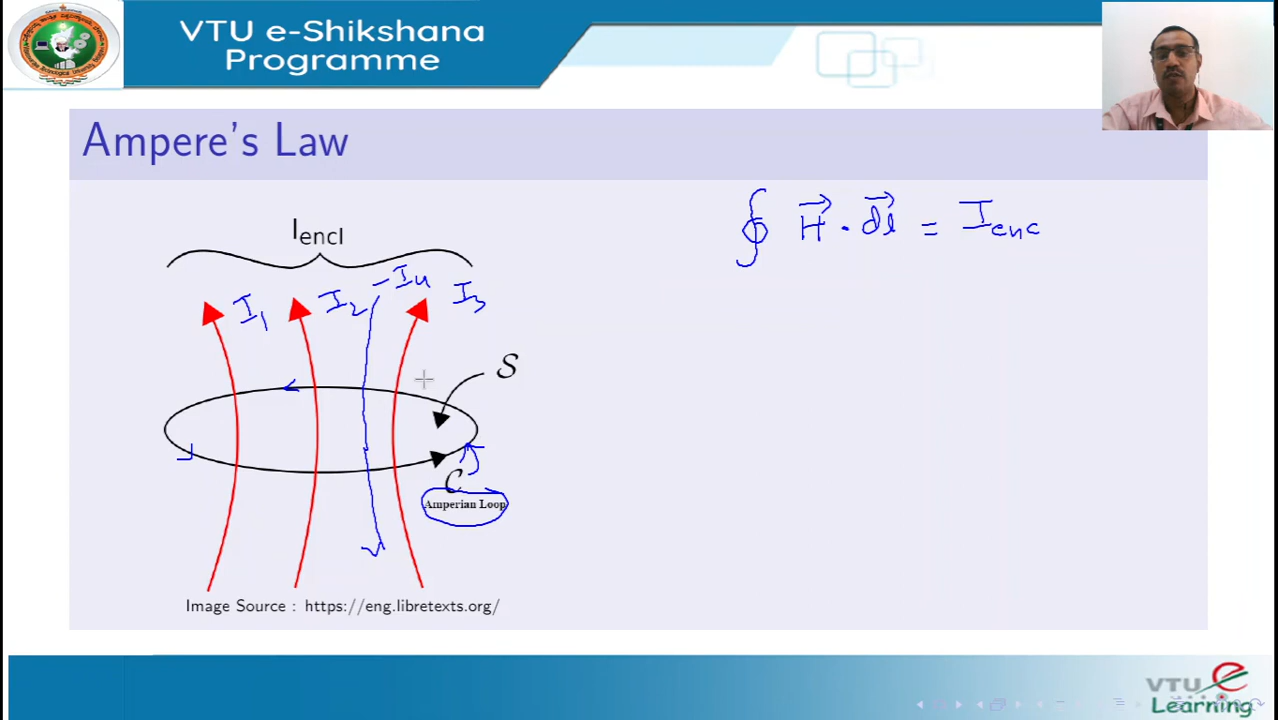 VTU e-Shikshana
Programme
Ampere's Law
∮ H⃗ · dl⃗ = Ienc
Iencl
I1 I2 -I4 I3
S
C
Amperian Loop
Image Source : https://eng.libretexts.org/
VTU e
Learning